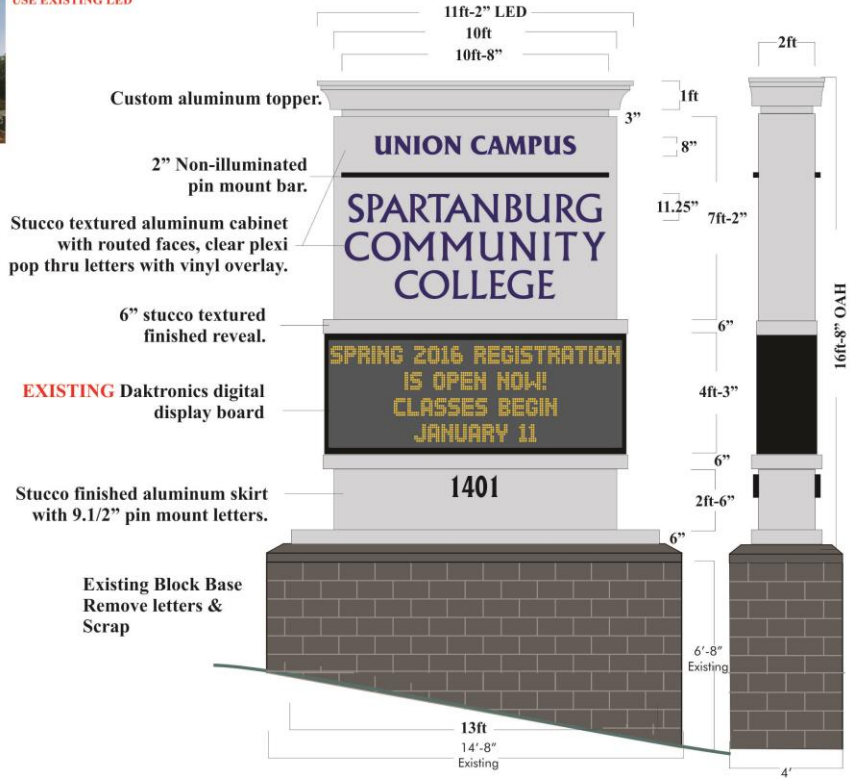 USE EXISTING LED
11ft-2” LED
10ft
10ft-8”
2ft
Custom aluminum topper.
1ft
3”
UNION CAMPUS
8”
2” Non-illuminated
pin mount bar.
SPARTANBURG
COMMUNITY
COLLEGE
11.25”
7ft-2”
Stucco textured aluminum cabinet
with routed faces, clear plexi
pop thru letters with vinyl overlay.
6” stucco textured
finished reveal.
6”
16ft-8” OAH
SPRING 2016 REGISTRATION
IS OPEN NOW!
CLASSES BEGIN
JANUARY 11
EXISTING Daktronics digital
display board
4ft-3”
6”
1401
Stucco finished aluminum skirt
with 9.1/2” pin mount letters.
2ft-6”
6”
Existing Block Base
Remove letters &
Scrap
6’-8”
Existing
13ft
14’-8”
Existing
4’